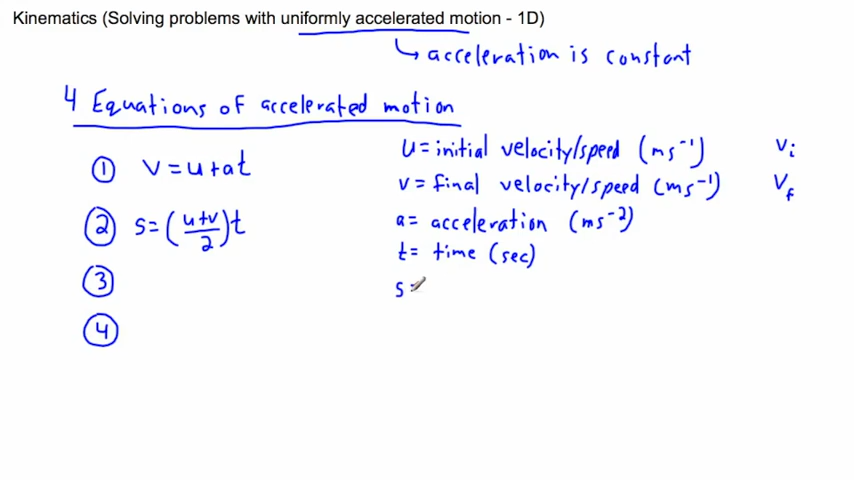 Kinematics (Solving problems with uniformly accelerated motion - 1D)
↳ acceleration is constant
4 Equations of accelerated motion
① v = u + at
u = initial velocity/speed (ms⁻¹) vᵢ
v = final velocity/speed (ms⁻¹) v_f
② s = (u+v/2)t
a = acceleration (ms⁻²)
t = time (sec)
③
s =
④